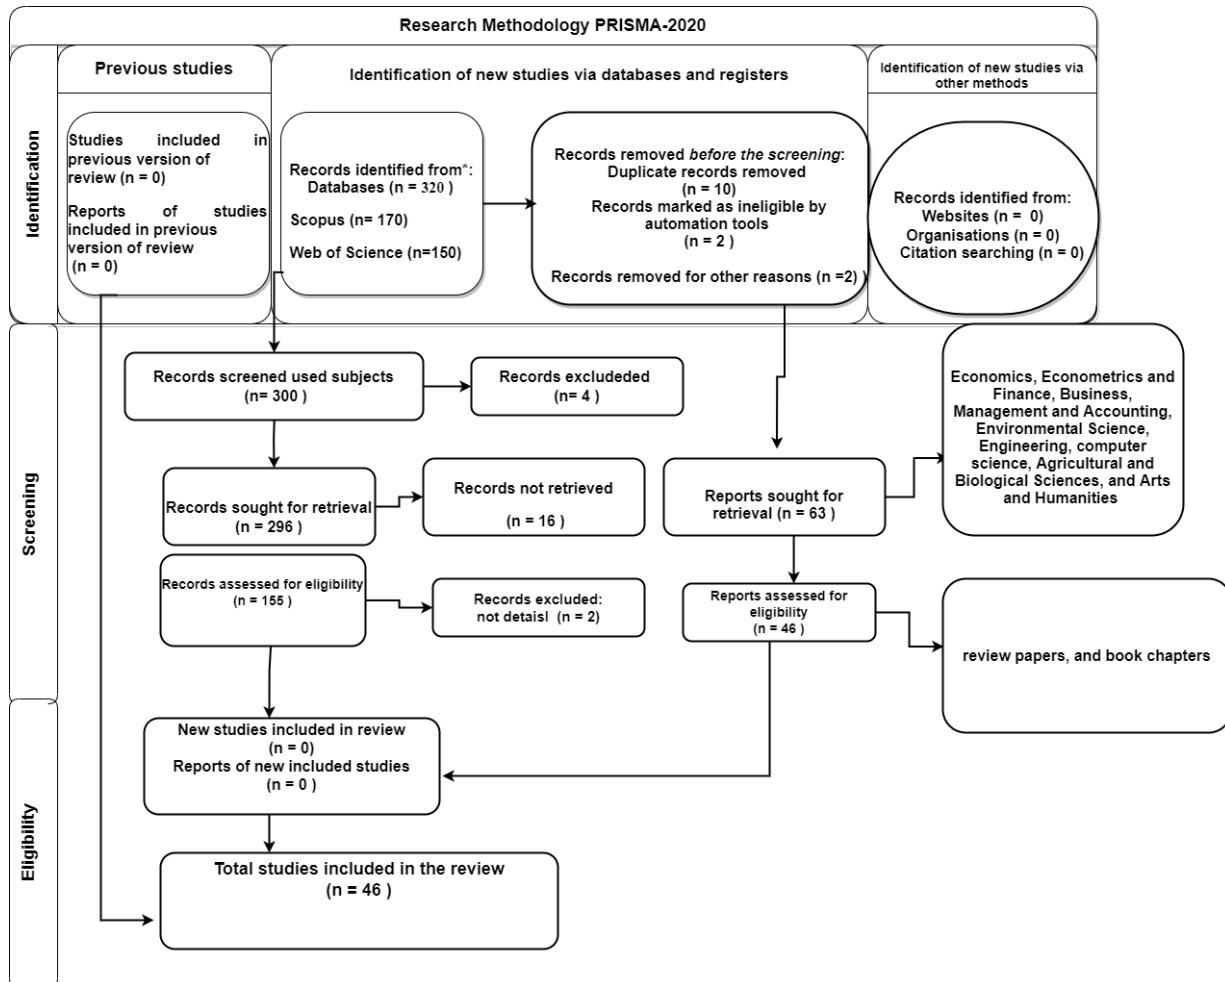 Research Methodology PRISMA-2020
Identification
Previous studies
Studies included in
previous version of
review (n = 0)
Reports of studies
included in previous
version of review
(n = 0)
Identification of new studies via databases and registers
Records identified from*:
Databases (n = 320 )
Scopus (n= 170)
Web of Science (n=150)
Records removed before the screening:
Duplicate records removed
(n = 10)
Records marked as ineligible by
automation tools
(n = 2 )
Records removed for other reasons (n =2)
Identification of new studies via
other methods
Records identified from:
Websites (n = 0)
Organisations (n = 0)
Citation searching (n = 0)
Screening
Records screened used subjects
(n= 300 )
Records excludeded
(n= 4 )
Records sought for retrieval
(n = 296 )
Records not retrieved
(n = 16 )
Records assessed for eligibility
(n = 155 )
Records excluded:
not detaisl (n = 2)
Reports sought for
retrieval (n = 63 )
Economics, Econometrics and
Finance, Business,
Management and Accounting,
Environmental Science,
Engineering, computer
science, Agricultural and
Biological Sciences, and Arts
and Humanities
Reports assessed for
eligibility
(n = 46 )
review papers, and book chapters
Eligibility
New studies included in review
(n = 0)
Reports of new included studies
(n = 0 )
Total studies included in the review
(n = 46 )